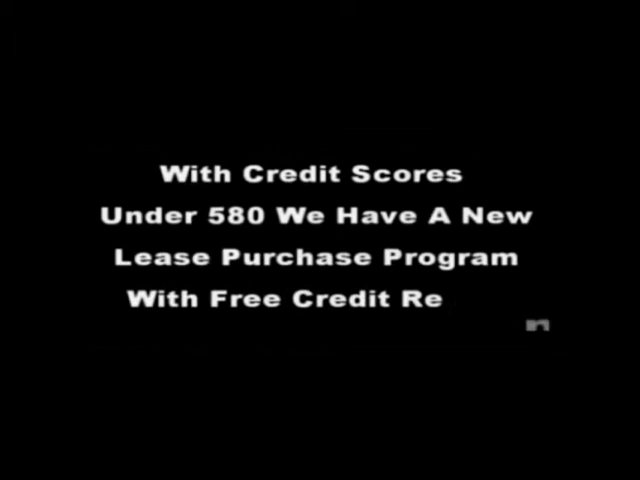 With Credit Scores
Under 580 We Have A New
Lease Purchase Program
With Free Credit Re